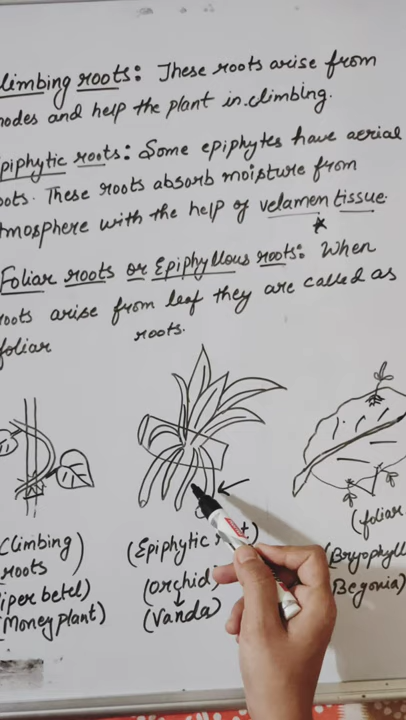 limbing roots: These roots arise from
nodes and help the plant in climbing.
piphytic roots: Some epiphytes have aerial
oots. These roots absorb moisture from
tmosphere with the help of velamen tissue.
Foliar roots or Epiphyllous roots: When
roots arise from leaf they are called as
foliar roots.
(Climbing roots)
(Piper betel)
(Money plant)
(Epiphytic
(Orchid)
(Vanda)
(foliar
(Bryophyll
Begonia)